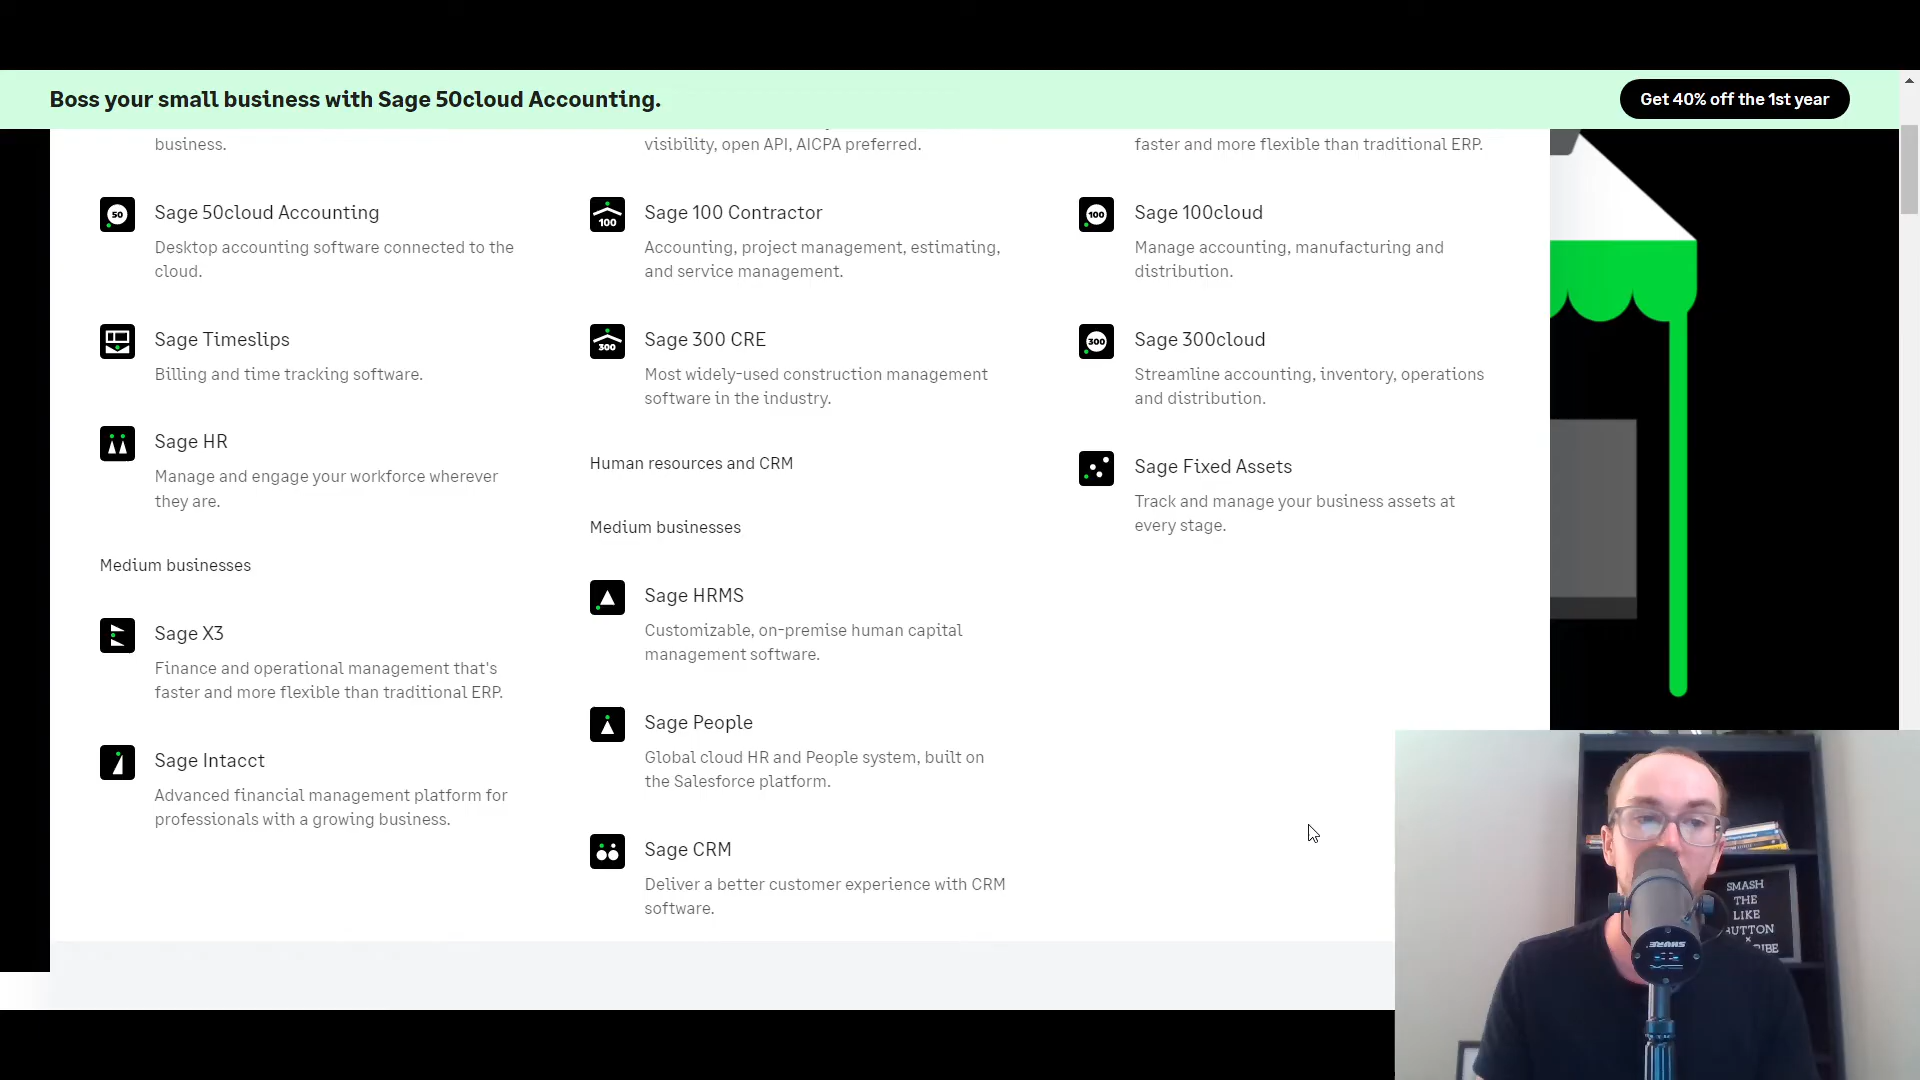 Boss your small business with Sage 50cloud Accounting.
Get 40% off the 1st year
business.
visibility, open API, AICPA preferred.
faster and more flexible than traditional ERP.
50
Sage 50cloud Accounting
Desktop accounting software connected to the
cloud.
Sage Timeslips
Billing and time tracking software.
Sage HR
Manage and engage your workforce wherever
they are.
Medium businesses
Sage X3
Finance and operational management that's
faster and more flexible than traditional ERP.
Sage Intacct
Advanced financial management platform for
professionals with a growing business.
100
Sage 100 Contractor
Accounting, project management, estimating,
and service management.
300
Sage 300 CRE
Most widely-used construction management
software in the industry.
Human resources and CRM
Medium businesses
Sage HRMS
Customizable, on-premise human capital
management software.
Sage People
Global cloud HR and People system, built on
the Salesforce platform.
Sage CRM
Deliver a better customer experience with CRM
software.
100
Sage 100cloud
Manage accounting, manufacturing and
distribution.
300
Sage 300cloud
Streamline accounting, inventory, operations
and distribution.
Sage Fixed Assets
Track and manage your business assets at
every stage.
SMASH
THE
LIKE
BUTTON
SHURE